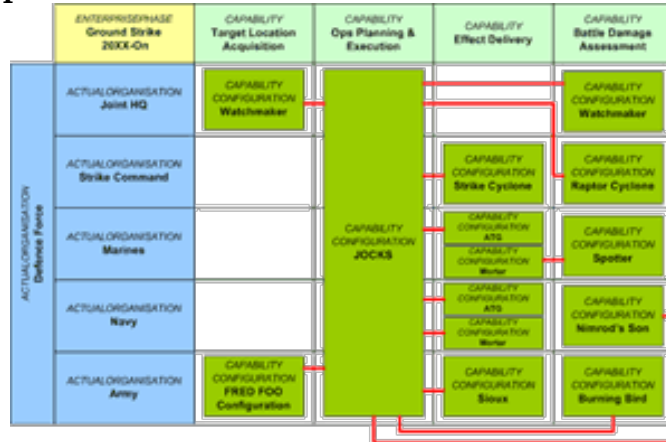 ENTERPRISEPHASE
Ground Strike
20XX-On
CAPABILITY
Target Location
Acquisition
CAPABILITY
Ops Planning &
Execution
CAPABILITY
Effect Delivery
CAPABILITY
Battle Damage
Assessment
ACTUALORGANISATION
Defence Force
ACTUALORGANISATION
Joint HQ
CAPABILITY
CONFIGURATION
Watchmaker
CAPABILITY
CONFIGURATION
JOCKS
CAPABILITY
CONFIGURATION
Watchmaker
ACTUALORGANISATION
Strike Command
CAPABILITY
CONFIGURATION
Strike Cyclone
CAPABILITY
CONFIGURATION
Raptor Cyclone
ACTUALORGANISATION
Marines
CAPABILITY
CONFIGURATION
ATG
CAPABILITY
CONFIGURATION
Morter
CAPABILITY
CONFIGURATION
Spotter
ACTUALORGANISATION
Navy
CAPABILITY
CONFIGURATION
ATG
CAPABILITY
CONFIGURATION
Morter
CAPABILITY
CONFIGURATION
Nimrod's Son
ACTUALORGANISATION
Army
CAPABILITY
CONFIGURATION
FRED FOO
Configuration
CAPABILITY
CONFIGURATION
Sioux
CAPABILITY
CONFIGURATION
Burning Bird